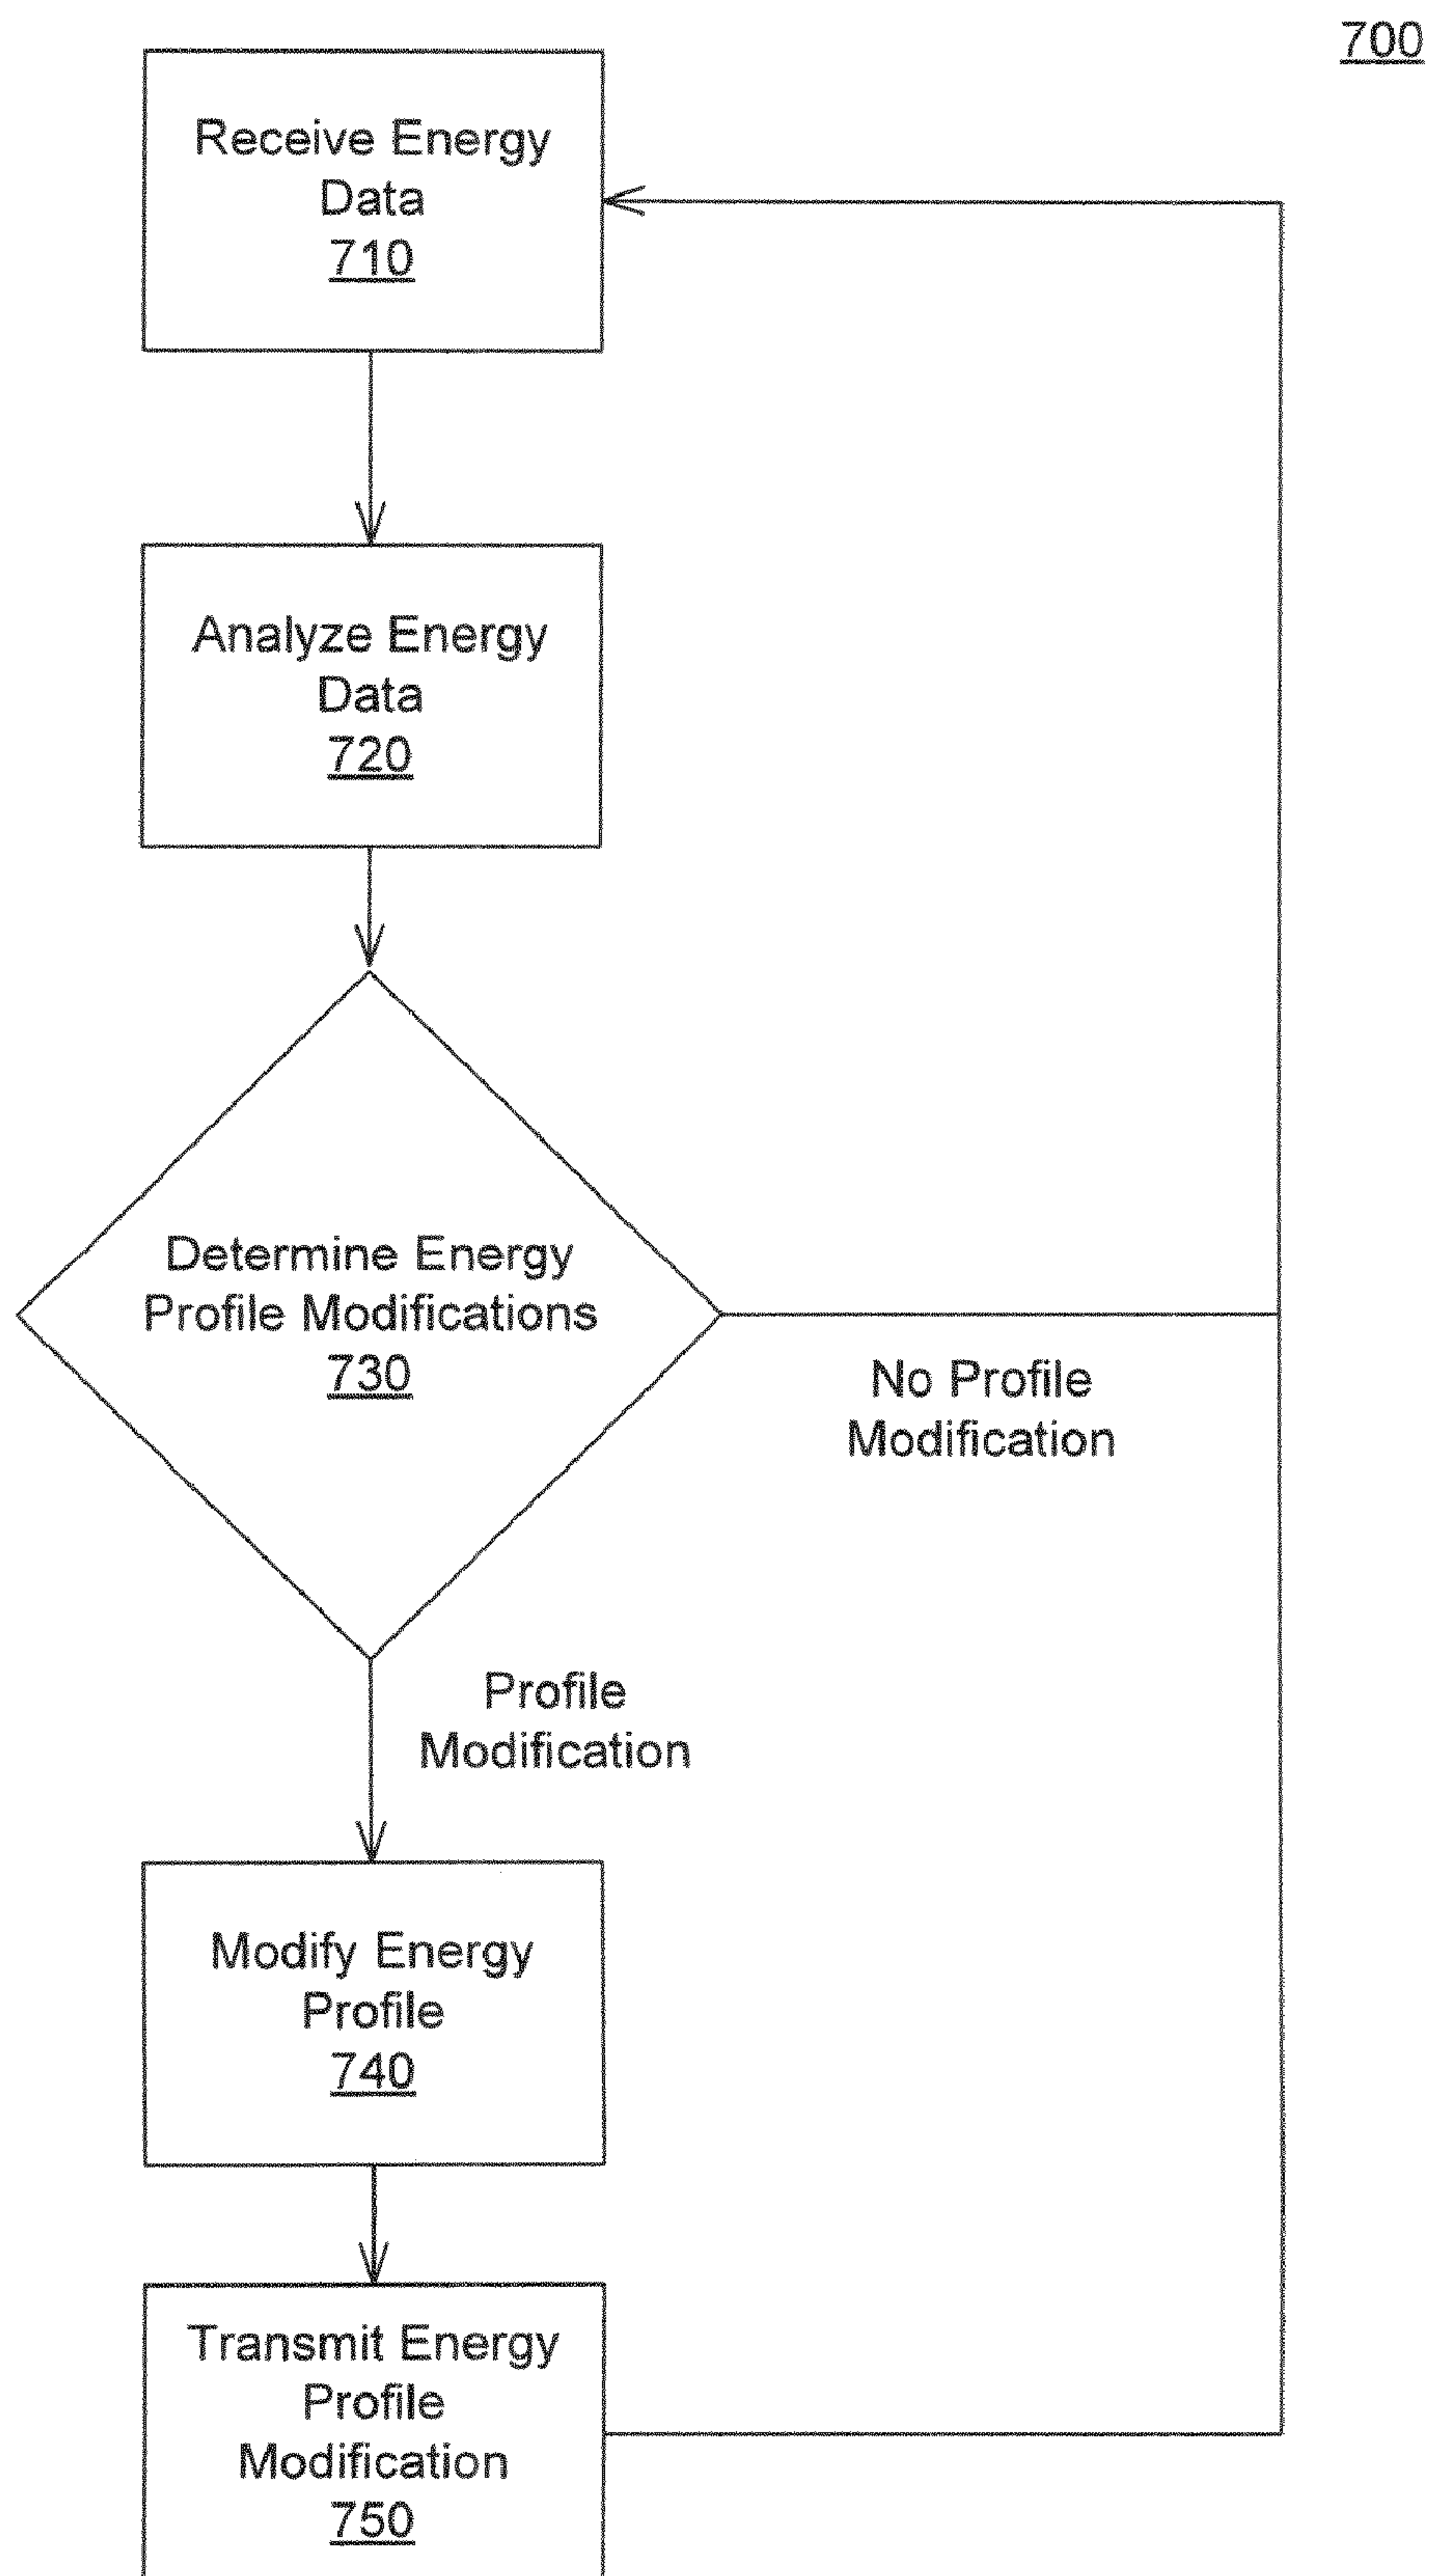 700
Receive Energy
Data
710
Analyze Energy
Data
720
Determine Energy
Profile Modifications
730
No Profile
Modification
Profile
Modification
Modify Energy
Profile
740
Transmit Energy
Profile
Modification
750